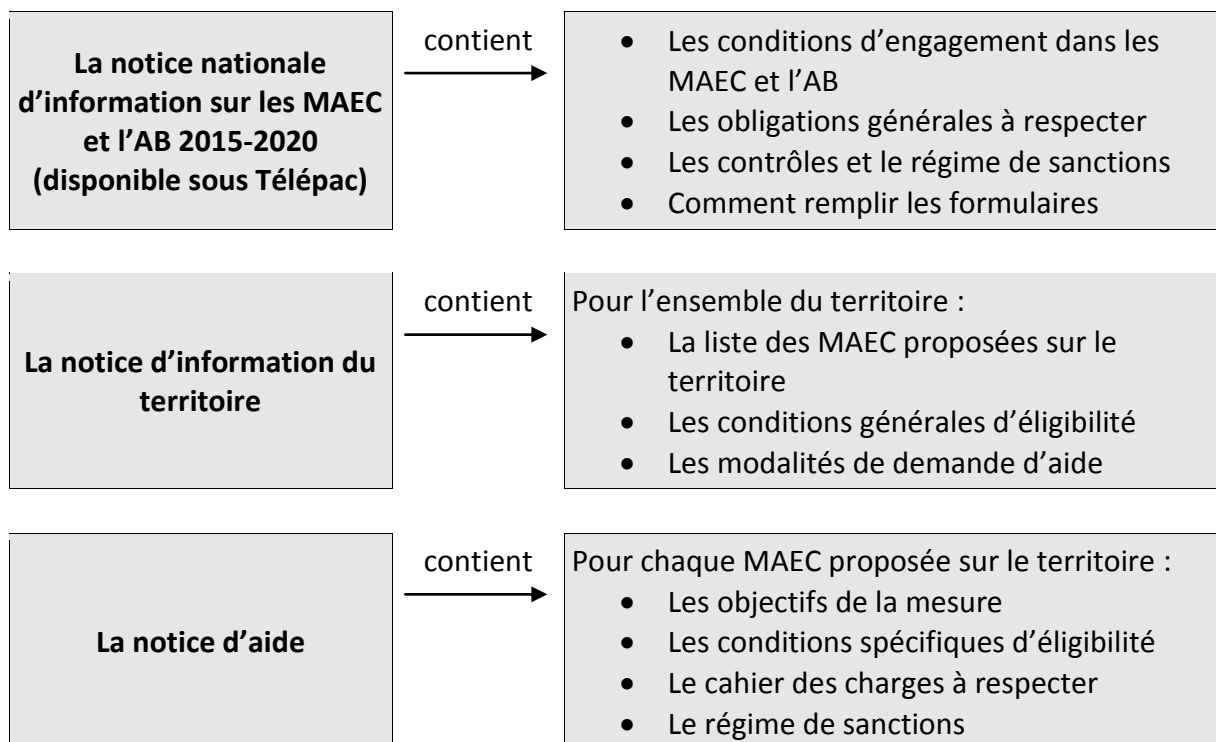 La notice nationale
d’information sur les MAEC
et l’AB 2015-2020
(disponible sous Télépac)
contient
• Les conditions d’engagement dans les
MAEC et l’AB
• Les obligations générales à respecter
• Les contrôles et le régime de sanctions
• Comment remplir les formulaires
La notice d’information du
territoire
contient
Pour l’ensemble du territoire :
• La liste des MAEC proposées sur le
territoire
• Les conditions générales d’éligibilité
• Les modalités de demande d’aide
La notice d’aide
contient
Pour chaque MAEC proposée sur le territoire :
• Les objectifs de la mesure
• Les conditions spécifiques d’éligibilité
• Le cahier des charges à respecter
• Le régime de sanctions